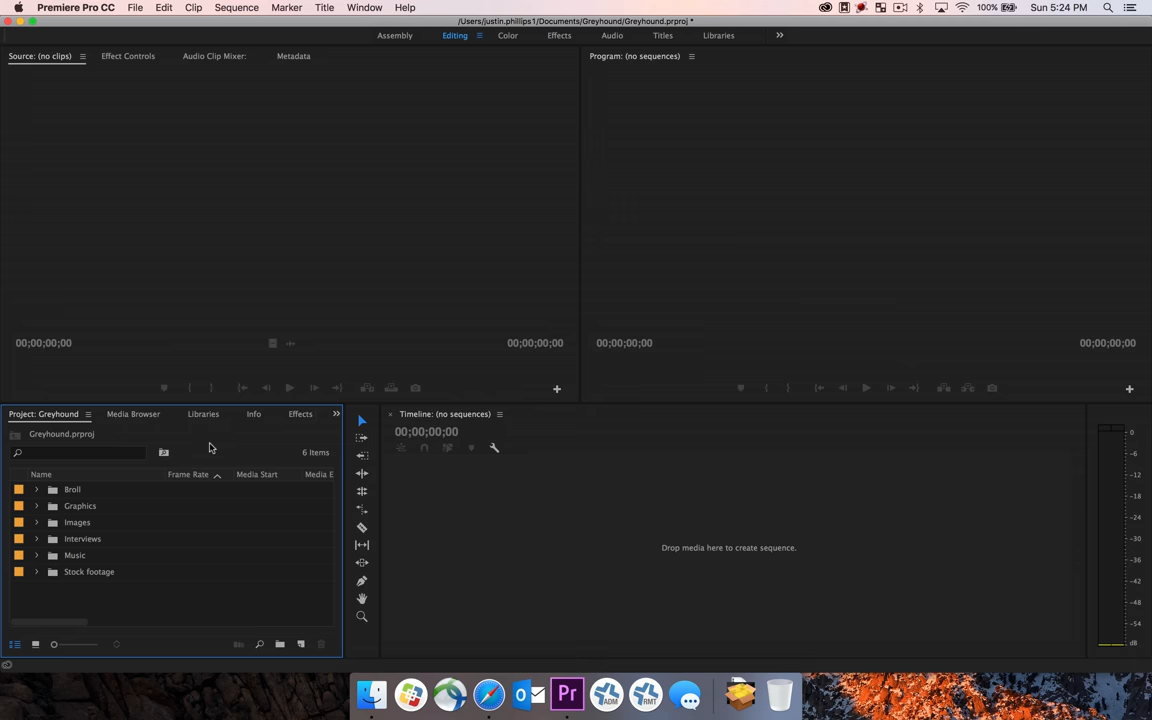 Premiere Pro CC File Edit Clip Sequence Marker Title Window Help 100% Sun 5:24 PM
/Users/justin.phillips1/Documents/Greyhound/Greyhound.prproj *
Assembly Editing Color Effects Audio Titles Libraries
Source: (no clips) Effect Controls Audio Clip Mixer: Metadata
Program: (no sequences)
00;00;00;00 00;00;00;00 00;00;00;00 00;00;00;00
Project: Greyhound Media Browser Libraries Info Effects
Timeline: (no sequences)
Greyhound.prproj
00;00;00;00
6 Items
Name Frame Rate Media Start Media E
Broll
Graphics
Images
Interviews
Music
Stock footage
Drop media here to create sequence.
0
-6
-12
-18
-24
-30
-36
-42
-48
-54
dB
Pr
ADM
RMT